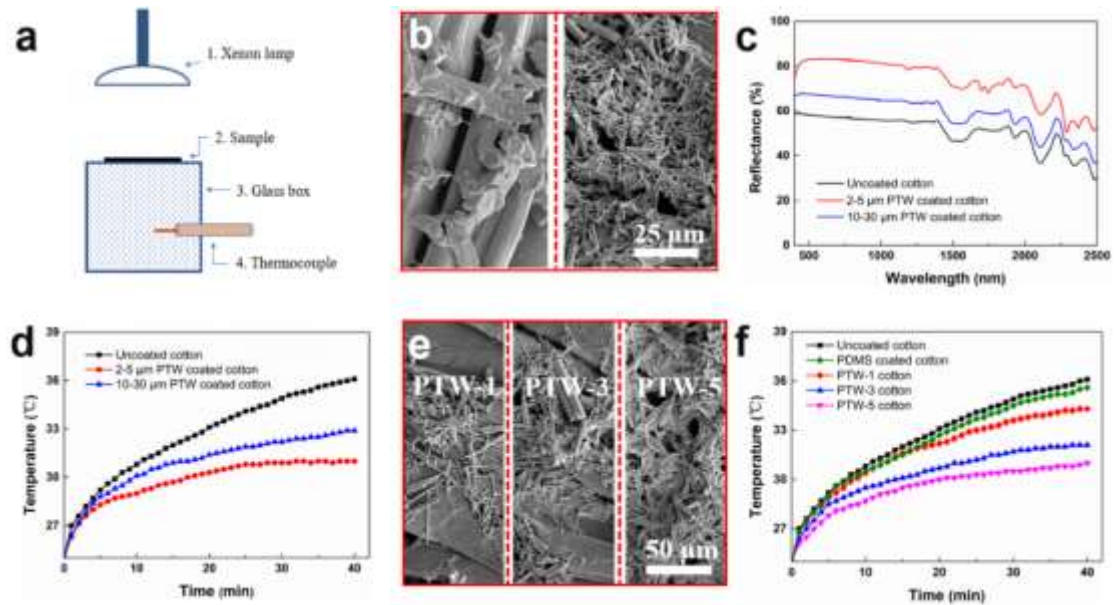 a
1. Xenon lamp
2. Sample
3. Glass box
4. Thermocouple
b
25 μm
c
100
80
60
40
20
0
Reflectance (%)
Uncoated cotton
2-5 μm PTW coated cotton
10-30 μm PTW coated cotton
500 1000 1500 2000 2500
Wavelength (nm)
d
39
36
33
30
27
Temperature (℃)
Uncoated cotton
2-5 μm PTW coated cotton
10-30 μm PTW coated cotton
0 10 20 30 40
Time (min)
e
PTW-1 PTW-3 PTW-5
50 μm
f
39
36
33
30
27
Temperature (℃)
Uncoated cotton
PDMS coated cotton
PTW-1 cotton
PTW-3 cotton
PTW-5 cotton
0 10 20 30 40
Time (min)